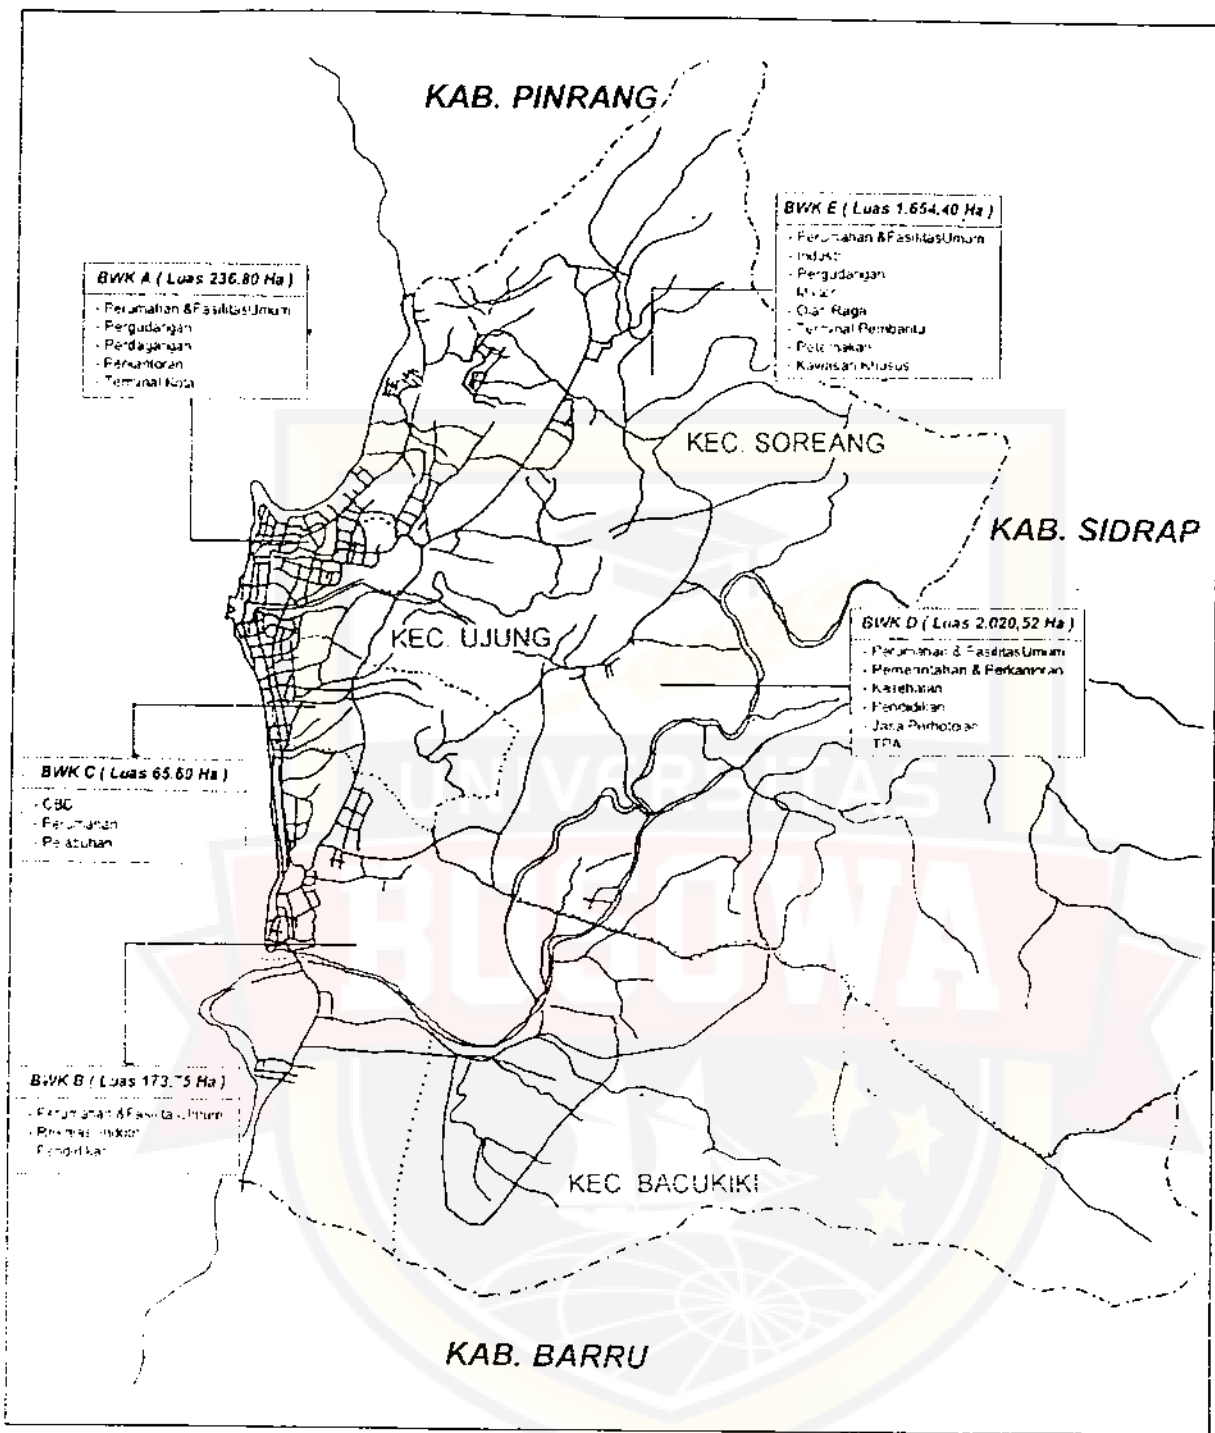 KAB. PINRANG
BWK E ( Luas 1.654,40 Ha )
- Perumahan & Fasilitas Umum
- Industri
- Pergudangan
- Olah Raga
- Terminal Pembantu
- Peternakan
- Kawasan Khusus
BWK A ( Luas 236,80 Ha )
- Perumahan & Fasilitas Umum
- Pergudangan
- Perdagangan
- Perkantoran
- Terminal Kota
KEC. SOREANG
KAB. SIDRAP
KEC. UJUNG
BWK D ( Luas 2.020,52 Ha )
- Perumahan & Fasilitas Umum
- Pemerintahan & Perkantoran
- Kesehatan
- Pendidikan
- Jasa Perhotelan
- TPA
BWK C ( Luas 65.60 Ha )
- CBD
- Perumahan
- Pelabuhan
UNIVERSITAS
BOSOWA
BWK B ( Luas 173,75 Ha )
- Perumahan & Fasilitas Umum
- Pendidikan
KEC BACUKIKI
KAB. BARRU